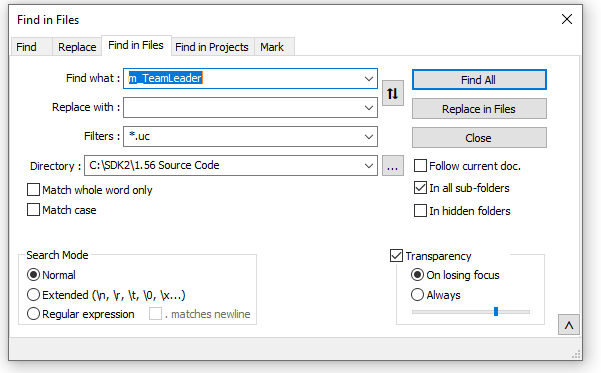 Find in Files
Find Replace Find in Files Find in Projects Mark
Find what : m_TeamLeader Find All
Replace with : Replace in Files
Filters : *.uc Close
Directory : C:\SDK2\1.56 Source Code ... Follow current doc.
Match whole word only In all sub-folders
Match case In hidden folders
Search Mode Transparency
Normal On losing focus
Extended (\n, \r, \t, \0, \x...) Always
Regular expression . matches newline